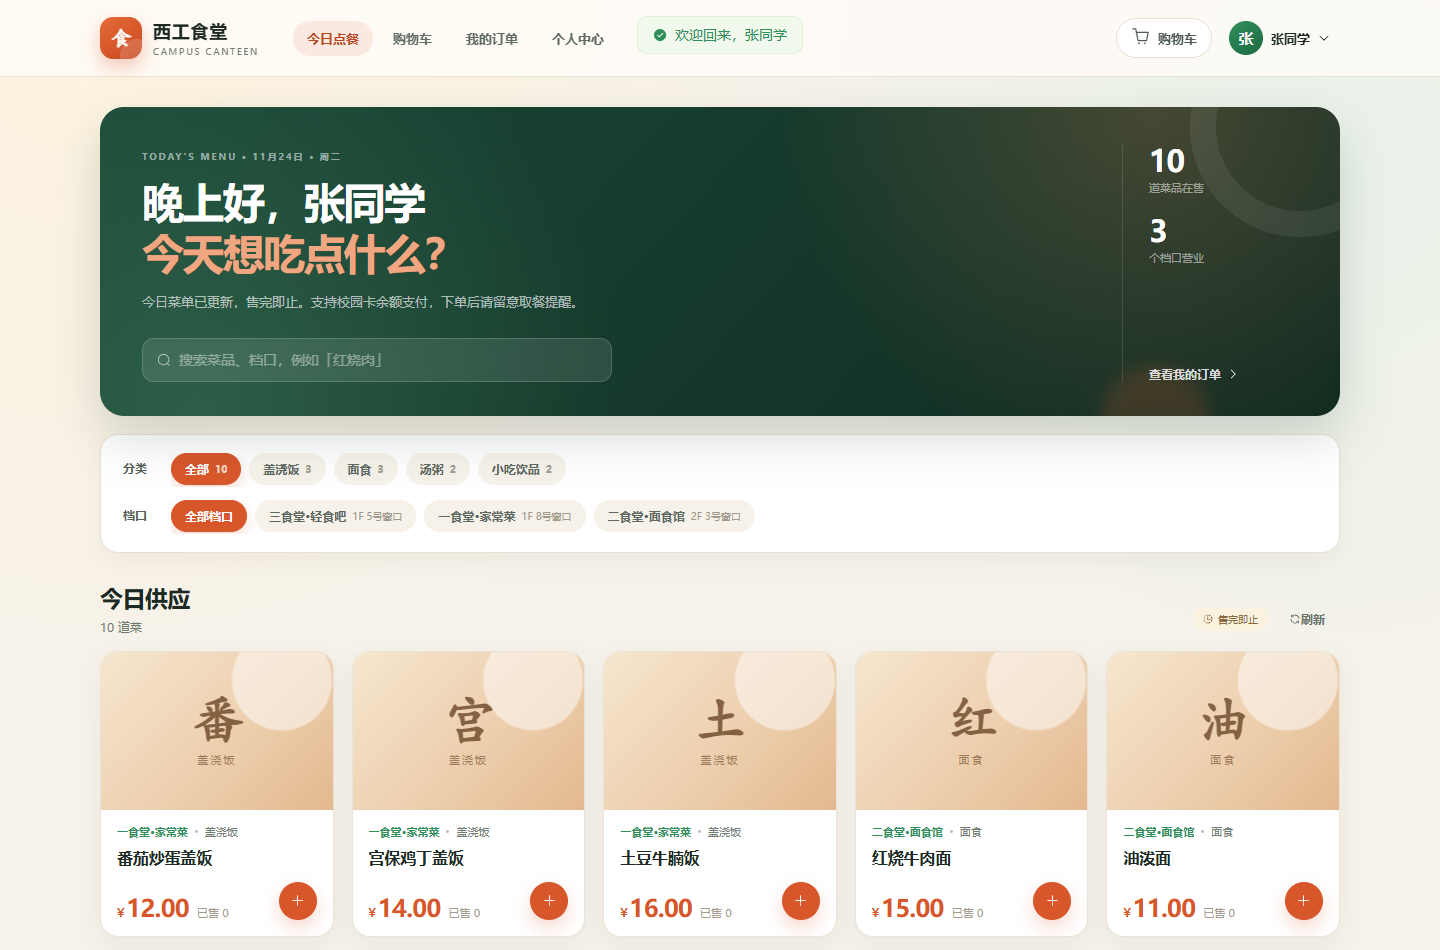 食
西工食堂
CAMPUS CANTEEN
今日点餐
购物车
我的订单
个人中心
欢迎回来，张同学
购物车
张
张同学
TODAY'S MENU • 11月24日 • 周二
晚上好，张同学
今天想吃点什么？
今日菜单已更新，售完即止。支持校园卡余额支付，下单后请留意取餐提醒。
搜索菜品、档口，例如「红烧肉」
10
道菜品在售
3
个档口营业
查看我的订单
分类
全部 10
盖浇饭 3
面食 3
汤粥 2
小吃饮品 2
档口
全部档口
三食堂•轻食吧 1F 5号窗口
一食堂•家常菜 1F 8号窗口
二食堂•面食馆 2F 3号窗口
今日供应
10 道菜
售完即止
刷新
番
盖浇饭
一食堂•家常菜 • 盖浇饭
番茄炒蛋盖饭
¥12.00 已售 0
宫
盖浇饭
一食堂•家常菜 • 盖浇饭
宫保鸡丁盖饭
¥14.00 已售 0
土
盖浇饭
一食堂•家常菜 • 盖浇饭
土豆牛腩饭
¥16.00 已售 0
红
面食
二食堂•面食馆 • 面食
红烧牛肉面
¥15.00 已售 0
油
面食
二食堂•面食馆 • 面食
油泼面
¥11.00 已售 0